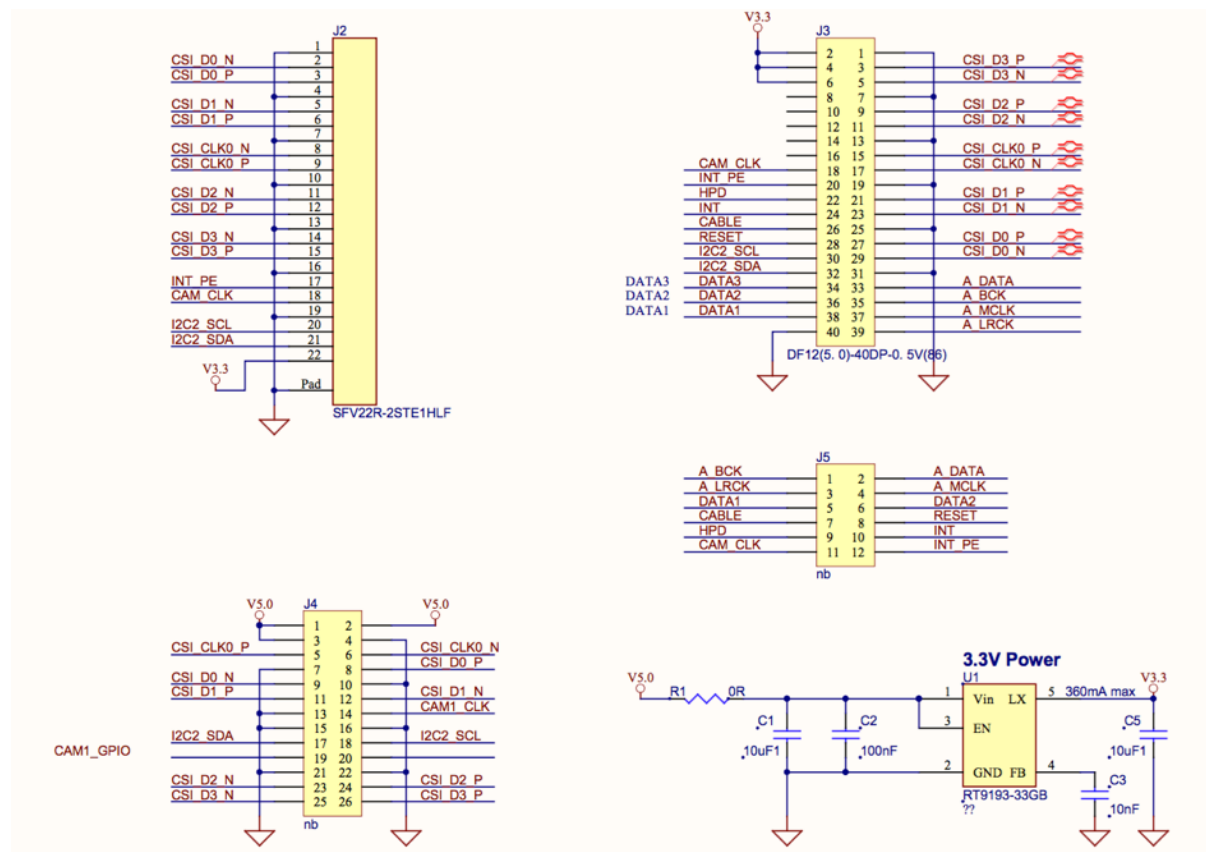 J2
1
CSI_D0_N 2
CSI_D0_P 3
4
CSI_D1_N 5
CSI_D1_P 6
7
CSI_CLK0_N 8
CSI_CLK0_P 9
10
CSI_D2_N 11
CSI_D2_P 12
13
CSI_D3_N 14
CSI_D3_P 15
16
INT_PE 17
CAM_CLK 18
19
I2C2_SCL 20
I2C2_SDA 21
22
V3.3
Pad
SFV22R-2STE1HLF
V3.3
J3
2 1
4 3 CSI_D3_P
6 5 CSI_D3_N
8 7
10 9 CSI_D2_P
12 11 CSI_D2_N
14 13
16 15 CSI_CLK0_P
CAM_CLK 18 17 CSI_CLK0_N
INT_PE 20 19
HPD 22 21 CSI_D1_P
INT 24 23 CSI_D1_N
CABLE 26 25
RESET 28 27 CSI_D0_P
I2C2_SCL 30 29 CSI_D0_N
I2C2_SDA 32 31
DATA3 DATA3 34 33 A_DATA
DATA2 DATA2 36 35 A_BCK
DATA1 DATA1 38 37 A_MCLK
40 39 A_LRCK
DF12(5. 0)-40DP-0. 5V(86)
J5
A_BCK 1 2 A_DATA
A_LRCK 3 4 A_MCLK
DATA1 5 6 DATA2
CABLE 7 8 RESET
HPD 9 10 INT
CAM_CLK 11 12 INT_PE
nb
V5.0 J4 V5.0
1 2
3 4
CSI_CLK0_P 5 6 CSI_CLK0_N
7 8 CSI_D0_P
CSI_D0_N 9 10
CSI_D1_P 11 12 CSI_D1_N
13 14 CAM1_CLK
15 16
I2C2_SDA 17 18 I2C2_SCL
CAM1_GPIO 19 20
21 22
CSI_D2_N 23 24 CSI_D2_P
CSI_D3_N 25 26 CSI_D3_P
nb
3.3V Power
V5.0 R1 0R U1 V3.3
1 Vin LX 5 360mA max
C1 C2 3 EN C5
10uF1 100nF 10uF1
2 GND FB 4
RT9193-33GB C3
?? 10nF